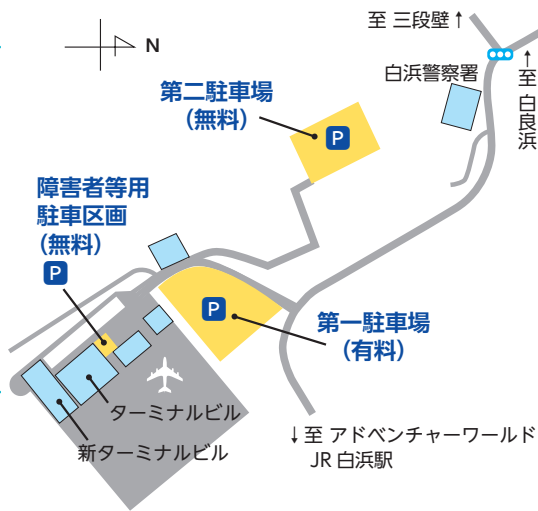 至 三段壁↑
N
白浜警察署
↑至 白良浜
第二駐車場
(無料)
P
障害者等用
駐車区画
(無料)
P
P
第一駐車場
(有料)
ターミナルビル
新ターミナルビル
↓至 アドベンチャーワールド
JR 白浜駅